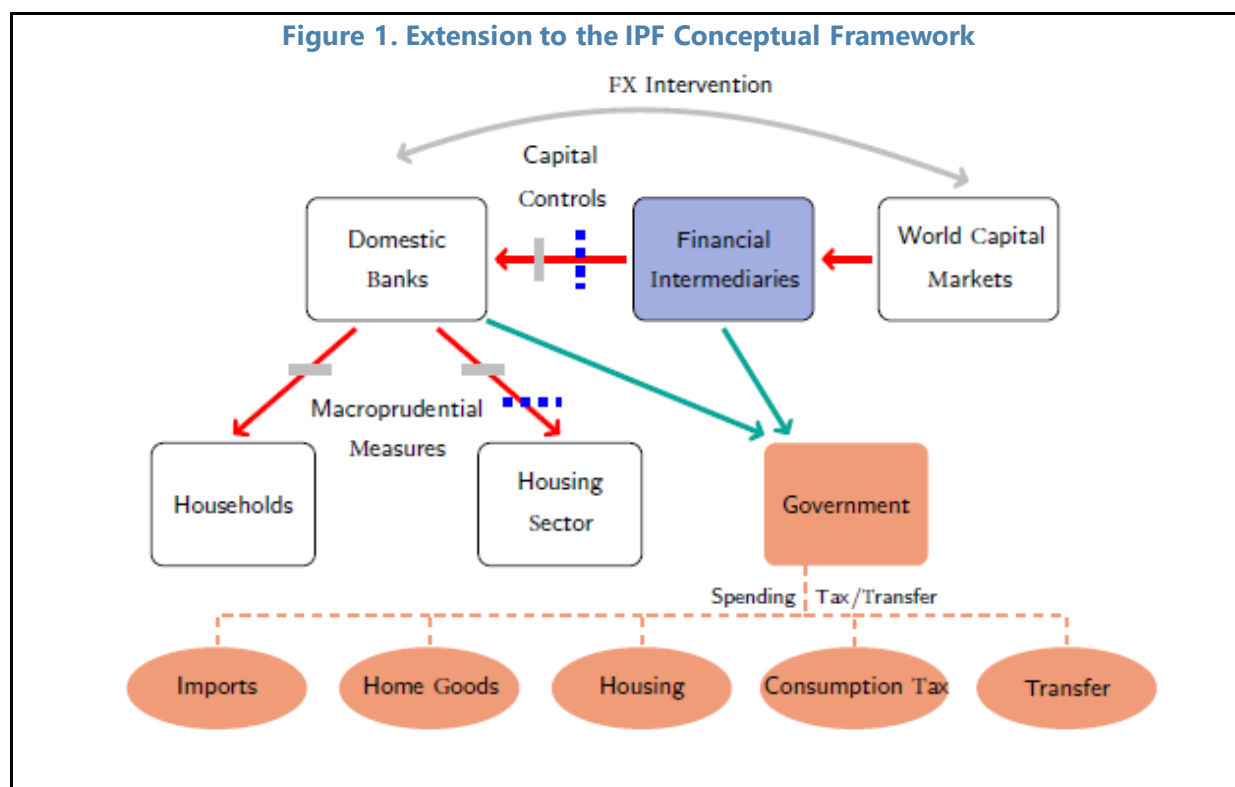 Figure 1. Extension to the IPF Conceptual Framework
FX Intervention
Capital
Controls
Domestic
Banks
Financial
Intermediaries
World Capital
Markets
Macroprudential
Measures
Households
Housing
Sector
Government
Spending
Tax/Transfer
Imports
Home Goods
Housing
Consumption Tax
Transfer